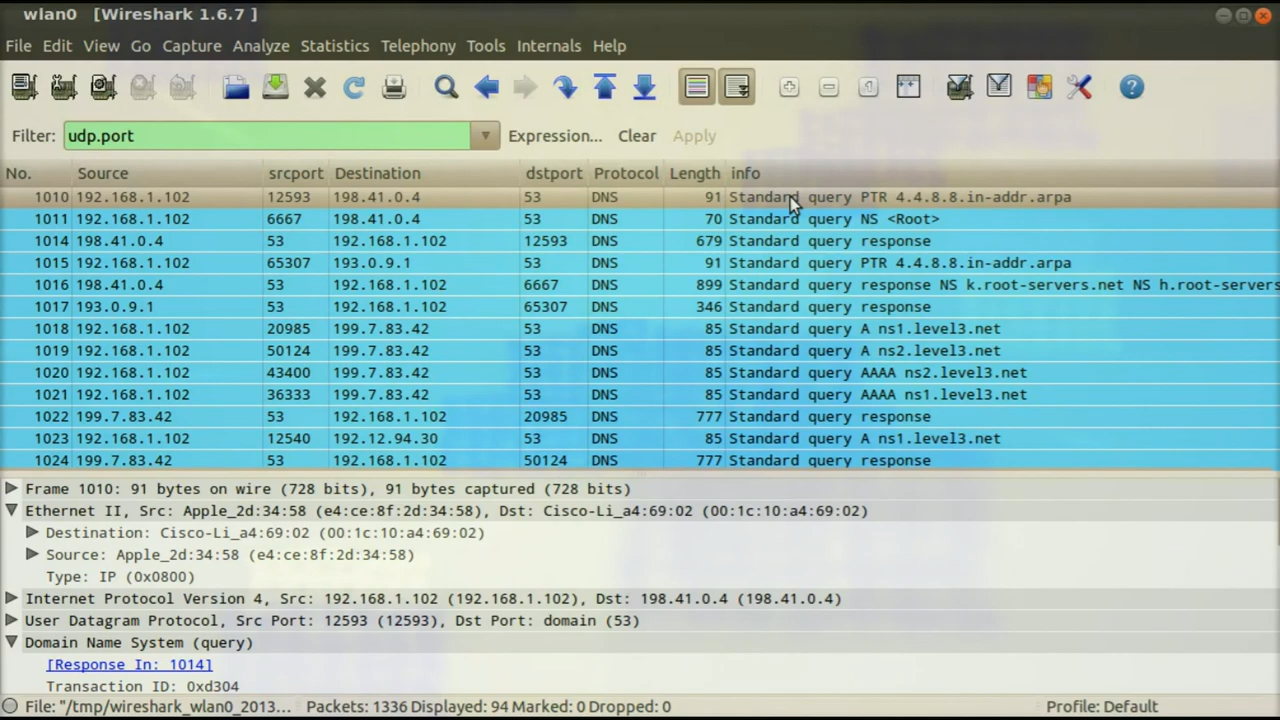 wlan0 [Wireshark 1.6.7 ]
File Edit View Go Capture Analyze Statistics Telephony Tools Internals Help
Filter: udp.port Expression... Clear Apply
No. Source srcport Destination dstport Protocol Length info
1010 192.168.1.102 12593 198.41.0.4 53 DNS 91 Standard query PTR 4.4.8.8.in-addr.arpa
1011 192.168.1.102 6667 198.41.0.4 53 DNS 70 Standard query NS <Root>
1014 198.41.0.4 53 192.168.1.102 12593 DNS 679 Standard query response
1015 192.168.1.102 65307 193.0.9.1 53 DNS 91 Standard query PTR 4.4.8.8.in-addr.arpa
1016 198.41.0.4 53 192.168.1.102 6667 DNS 899 Standard query response NS k.root-servers.net NS h.root-servers
1017 193.0.9.1 53 192.168.1.102 65307 DNS 346 Standard query response
1018 192.168.1.102 20985 199.7.83.42 53 DNS 85 Standard query A ns1.level3.net
1019 192.168.1.102 50124 199.7.83.42 53 DNS 85 Standard query A ns2.level3.net
1020 192.168.1.102 43400 199.7.83.42 53 DNS 85 Standard query AAAA ns2.level3.net
1021 192.168.1.102 36333 199.7.83.42 53 DNS 85 Standard query AAAA ns1.level3.net
1022 199.7.83.42 53 192.168.1.102 20985 DNS 777 Standard query response
1023 192.168.1.102 12540 192.12.94.30 53 DNS 85 Standard query A ns1.level3.net
1024 199.7.83.42 53 192.168.1.102 50124 DNS 777 Standard query response
Frame 1010: 91 bytes on wire (728 bits), 91 bytes captured (728 bits)
Ethernet II, Src: Apple_2d:34:58 (e4:ce:8f:2d:34:58), Dst: Cisco-Li_a4:69:02 (00:1c:10:a4:69:02)
Destination: Cisco-Li_a4:69:02 (00:1c:10:a4:69:02)
Source: Apple_2d:34:58 (e4:ce:8f:2d:34:58)
Type: IP (0x0800)
Internet Protocol Version 4, Src: 192.168.1.102 (192.168.1.102), Dst: 198.41.0.4 (198.41.0.4)
User Datagram Protocol, Src Port: 12593 (12593), Dst Port: domain (53)
Domain Name System (query)
[Response In: 1014]
Transaction ID: 0xd304
File: "/tmp/wireshark_wlan0_2013... Packets: 1336 Displayed: 94 Marked: 0 Dropped: 0 Profile: Default